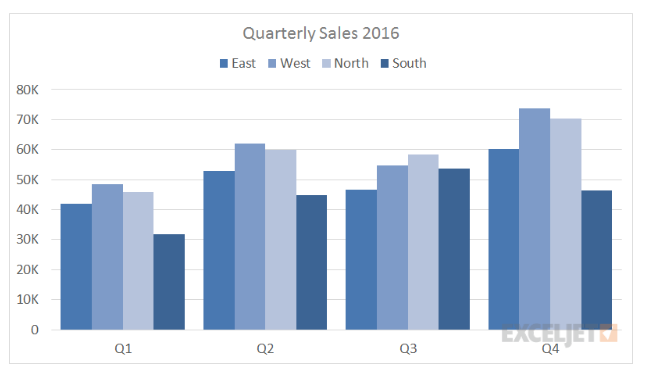 Quarterly Sales 2016
East West North South
80K
70K
60K
50K
40K
30K
20K
10K
0
Q1 Q2 Q3 Q4
EXCELJET